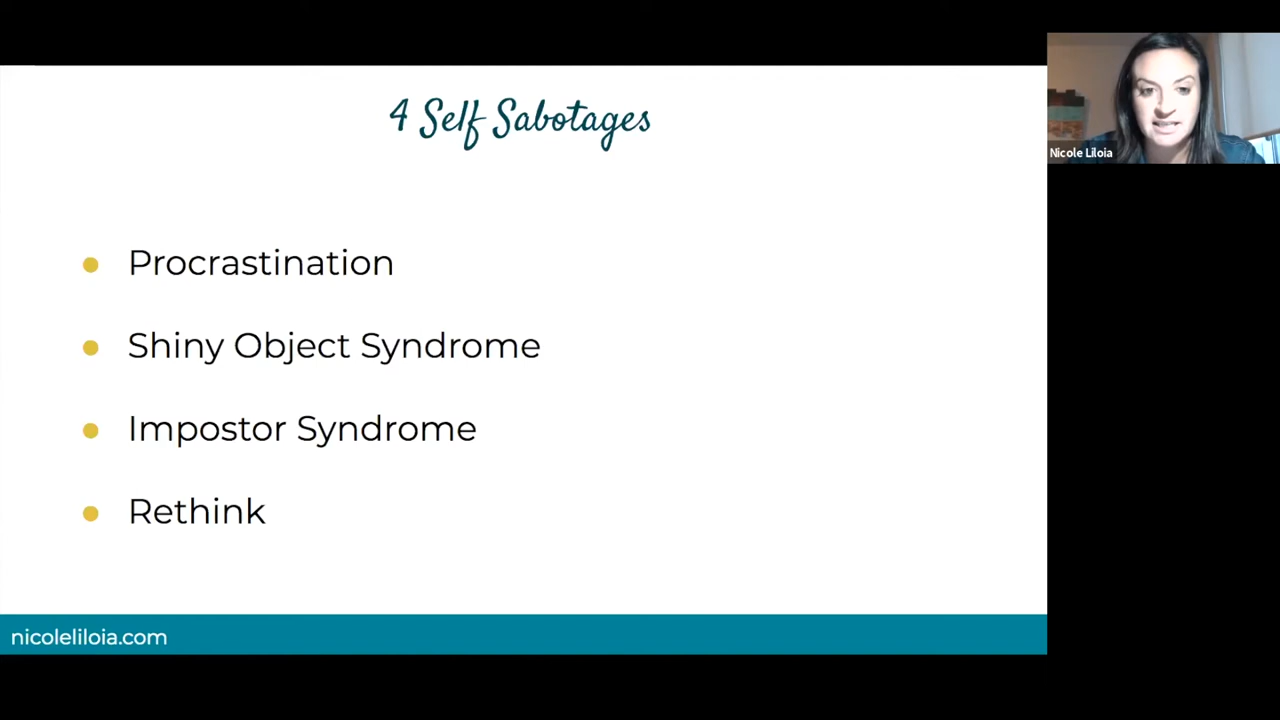 4 Self Sabotages
Nicole Liloia
Procrastination
Shiny Object Syndrome
Impostor Syndrome
Rethink
nicoleliloia.com